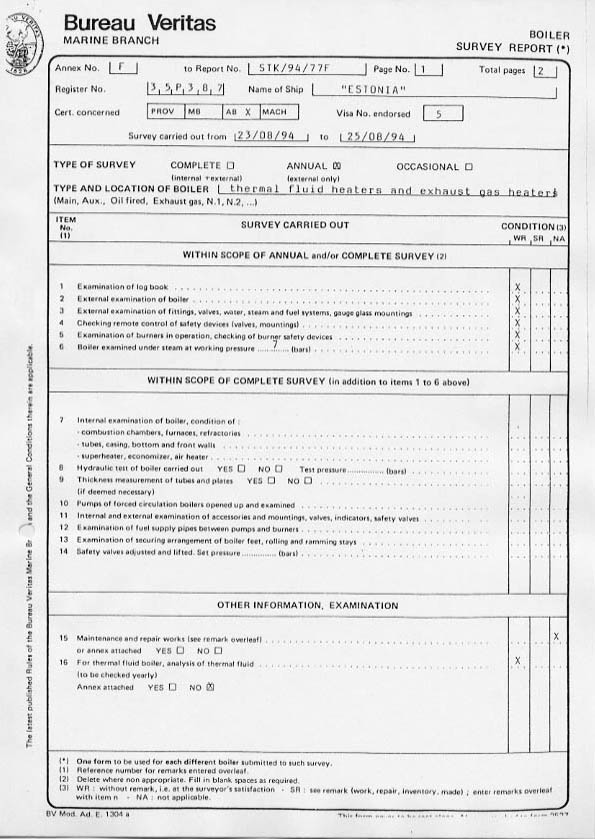 Bureau Veritas
MARINE BRANCH
BOILER
SURVEY REPORT (*)
Annex No. F to Report No. STK/94/77F Page No. 1 Total pages 2
Register No. 35P387 Name of Ship "ESTONIA"
Cert. concerned PROV MB AB X MACH Visa No. endorsed 5
Survey carried out from 23/08/94 to 25/08/94
TYPE OF SURVEY COMPLETE ☐ ANNUAL ☒ OCCASIONAL ☐
(internal + external) (external only)
TYPE AND LOCATION OF BOILER thermal fluid heaters and exhaust gas heaters
(Main, Aux., Oil fired, Exhaust gas, N.1, N.2, ...)
ITEM No. (1) SURVEY CARRIED OUT CONDITION (3)
WR SR NA
WITHIN SCOPE OF ANNUAL and/or COMPLETE SURVEY (2)
1 Examination of log book X
2 External examination of boiler X
3 External examination of fittings, valves, water, steam and fuel systems, gauge glass mountings X
4 Checking remote control of safety devices (valves, mountings) X
5 Examination of burners in operation, checking of burner safety devices X
6 Boiler examined under steam at working pressure ....7.... (bars) X
WITHIN SCOPE OF COMPLETE SURVEY (in addition to items 1 to 6 above)
7 Internal examination of boiler, condition of :
- combustion chambers, furnaces, refractories
- tubes, casing, bottom and front walls
- superheater, economizer, air heater
8 Hydraulic test of boiler carried out YES ☐ NO ☐ Test pressure ............ (bars)
9 Thickness measurement of tubes and plates YES ☐ NO ☐
(if deemed necessary)
10 Pumps of forced circulation boilers opened up and examined
11 Internal and external examination of accessories and mountings, valves, indicators, safety valves
12 Examination of fuel supply pipes between pumps and burners
13 Examination of securing arrangement of boiler feet, rolling and ramming stays
14 Safety valves adjusted and lifted. Set pressure ............ (bars)
OTHER INFORMATION, EXAMINATION
15 Maintenance and repair works (see remark overleaf) X
or annex attached YES ☐ NO ☐
16 For thermal fluid boiler, analysis of thermal fluid X
(to be checked yearly)
Annex attached YES ☐ NO ☒
(*) One form to be used for each different boiler submitted to such survey.
(1) Reference number for remarks entered overleaf.
(2) Delete where non appropriate. Fill in blank spaces as required.
(3) WR : without remark, i.e. at the surveyor's satisfaction - SR : see remark (work, repair, inventory, made) ; enter remarks overleaf
with item n - NA : not applicable.
BV Mod. Ad. E. 1304 a
The latest published Rules of the Bureau Veritas Marine Br and the General Conditions therein are applicable.